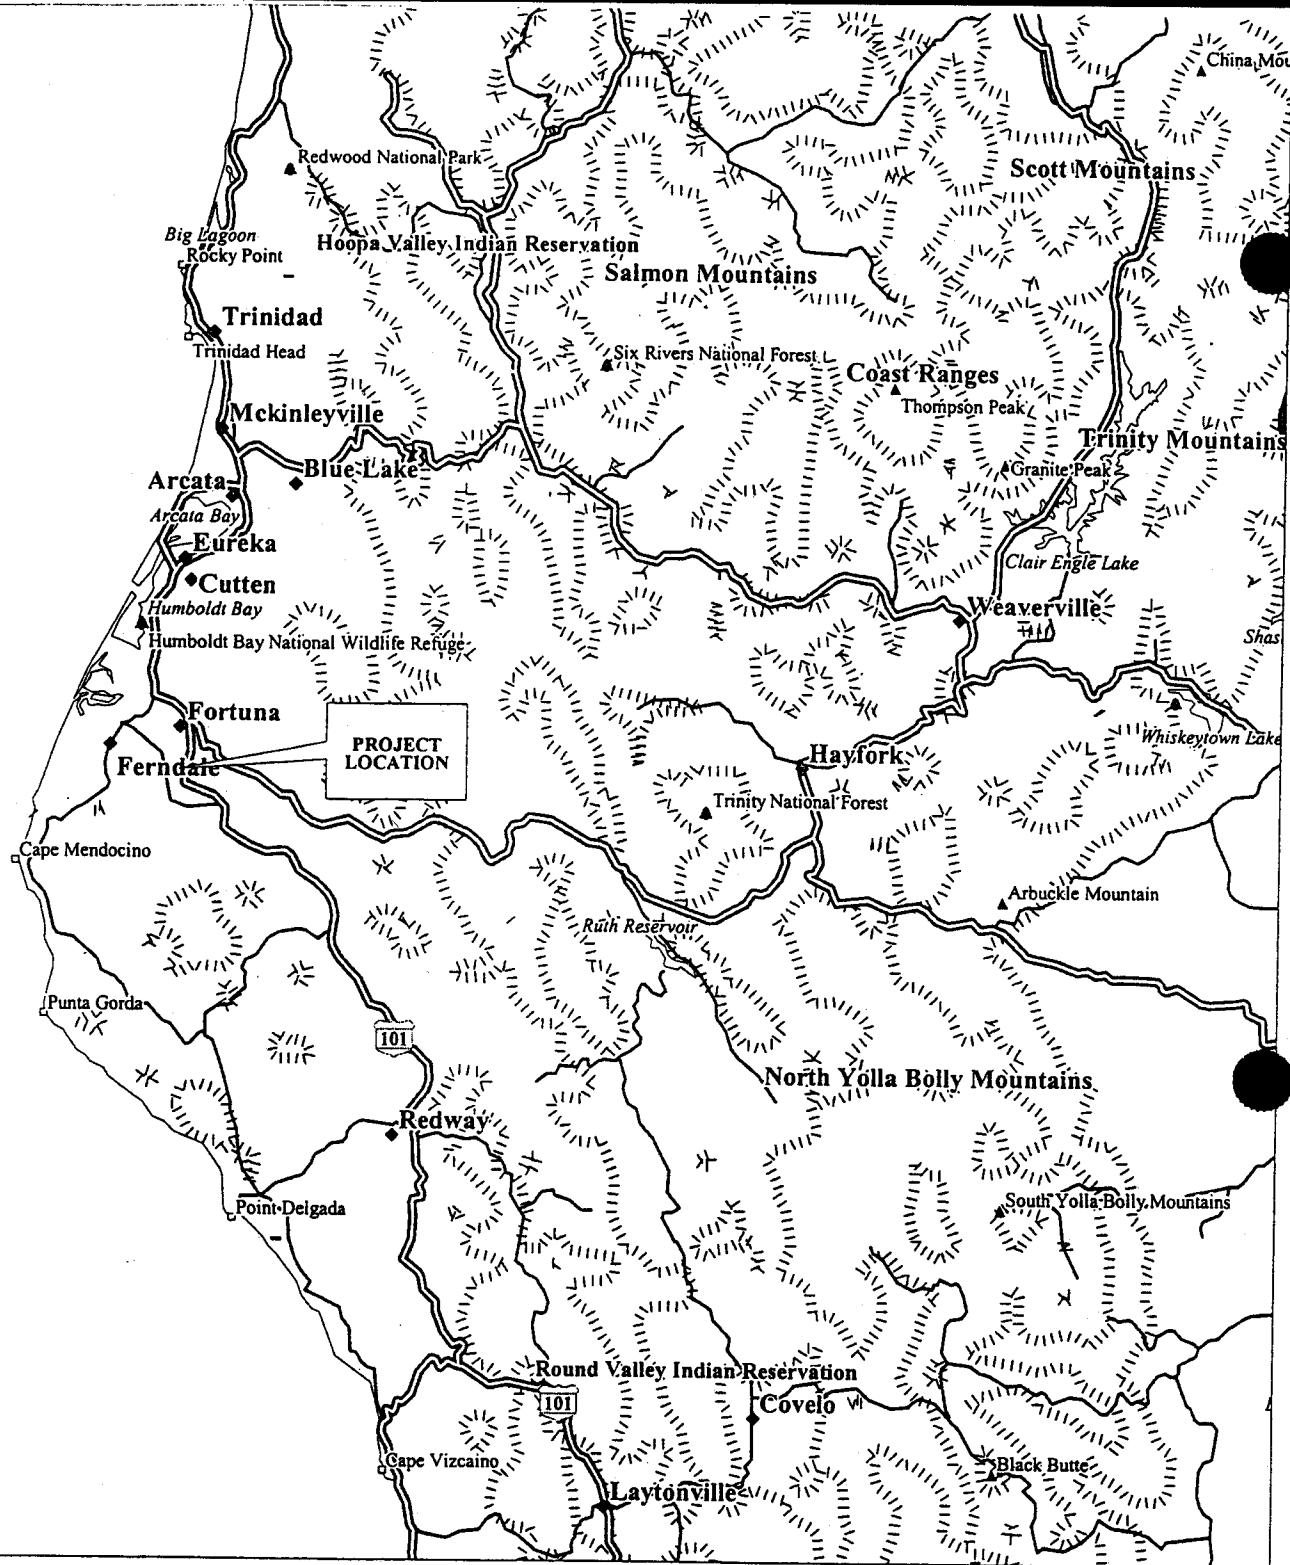 China Mou
Redwood National Park
Scott Mountains
Big Lagoon
Rocky Point
Hoopa Valley Indian Reservation
Salmon Mountains
Trinidad
Trinidad Head
Six Rivers National Forest
Coast Ranges
Thompson Peak
Mckinleyville
Trinity Mountains
Blue Lake
Granite Peak
Arcata
Arcata Bay
Eureka
Clair Engle Lake
Cutten
Humboldt Bay
Weaverville
Humboldt Bay National Wildlife Refuge
Shas
Fortuna
PROJECT
LOCATION
Whiskeytown Lake
Ferndale
Hayfork
Trinity National Forest
Cape Mendocino
Arbuckle Mountain
Ruth Reservoir
Punta Gorda
101
North Yolla Bolly Mountains
Redway
South Yolla Bolly Mountains
Point Delgada
Round Valley Indian Reservation
101
Covelo
Cape Vizcaino
Black Butte
Laytonville